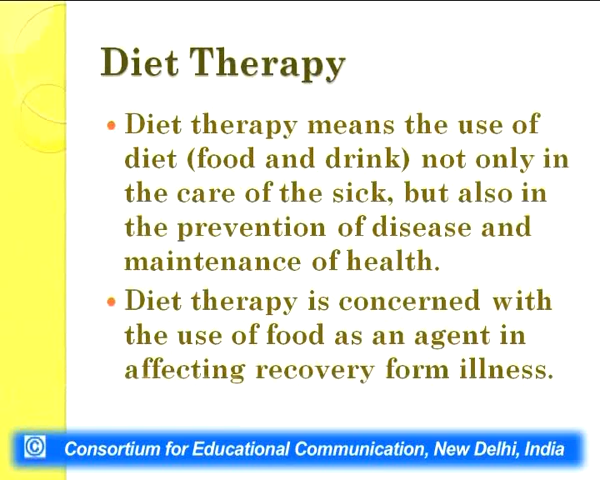 Diet Therapy
• Diet therapy means the use of
diet (food and drink) not only in
the care of the sick, but also in
the prevention of disease and
maintenance of health.
• Diet therapy is concerned with
the use of food as an agent in
affecting recovery form illness.
© Consortium for Educational Communication, New Delhi, India